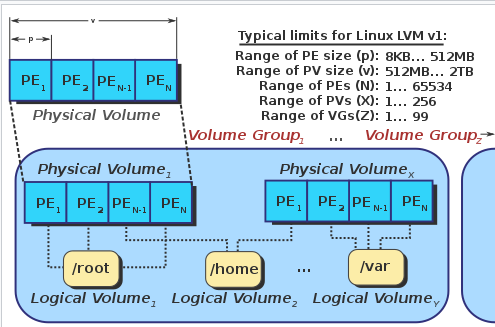 v
p
Typical limits for Linux LVM v1:
Range of PE size (p): 8KB... 512MB
Range of PV size (v): 512MB... 2TB
Range of PEs (N): 1... 65534
Range of PVs (X): 1... 256
Range of VGs(Z): 1... 99
PE1 PE2 PEN-1 PEN
Physical Volume
Volume Group1 ... Volume GroupZ
Physical Volume1 Physical VolumeX
PE1 PE2 PEN-1 PEN PE1 PE2 PEN-1 PEN
/root /home ... /var
Logical Volume1 Logical Volume2 Logical VolumeY